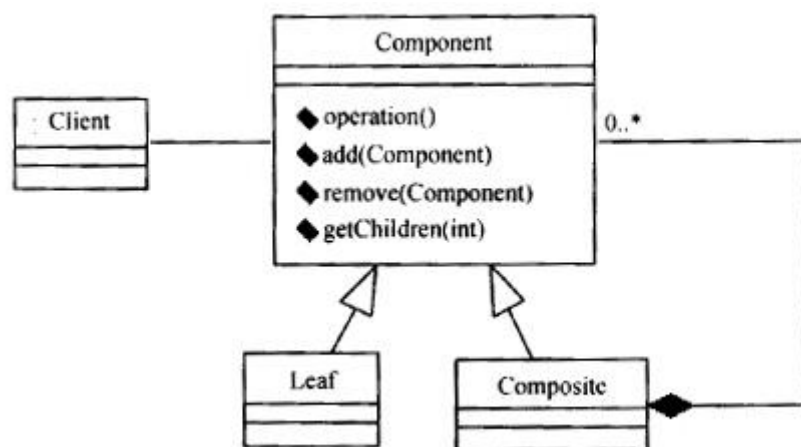 Component
Client
operation()
0..*
add(Component)
remove(Component)
getChildren(int)
Leaf
Composite